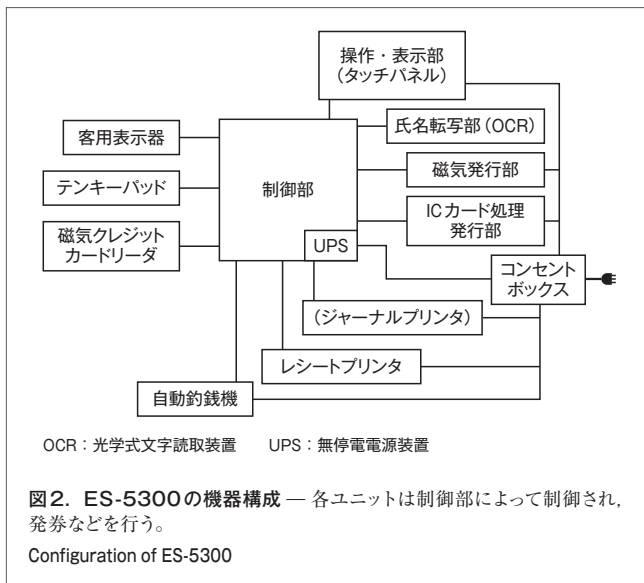 操作・表示部
（タッチパネル）
客用表示器
氏名転写部（OCR）
磁気発行部
テンキーパッド
制御部
ICカード処理
発行部
磁気クレジット
カードリーダ
UPS
コンセント
ボックス
（ジャーナルプリンタ）
レシートプリンタ
自動釣銭機
OCR：光学式文字読取装置　UPS：無停電電源装置
図2．ES-5300の機器構成 — 各ユニットは制御部によって制御され，
発券などを行う。
Configuration of ES-5300